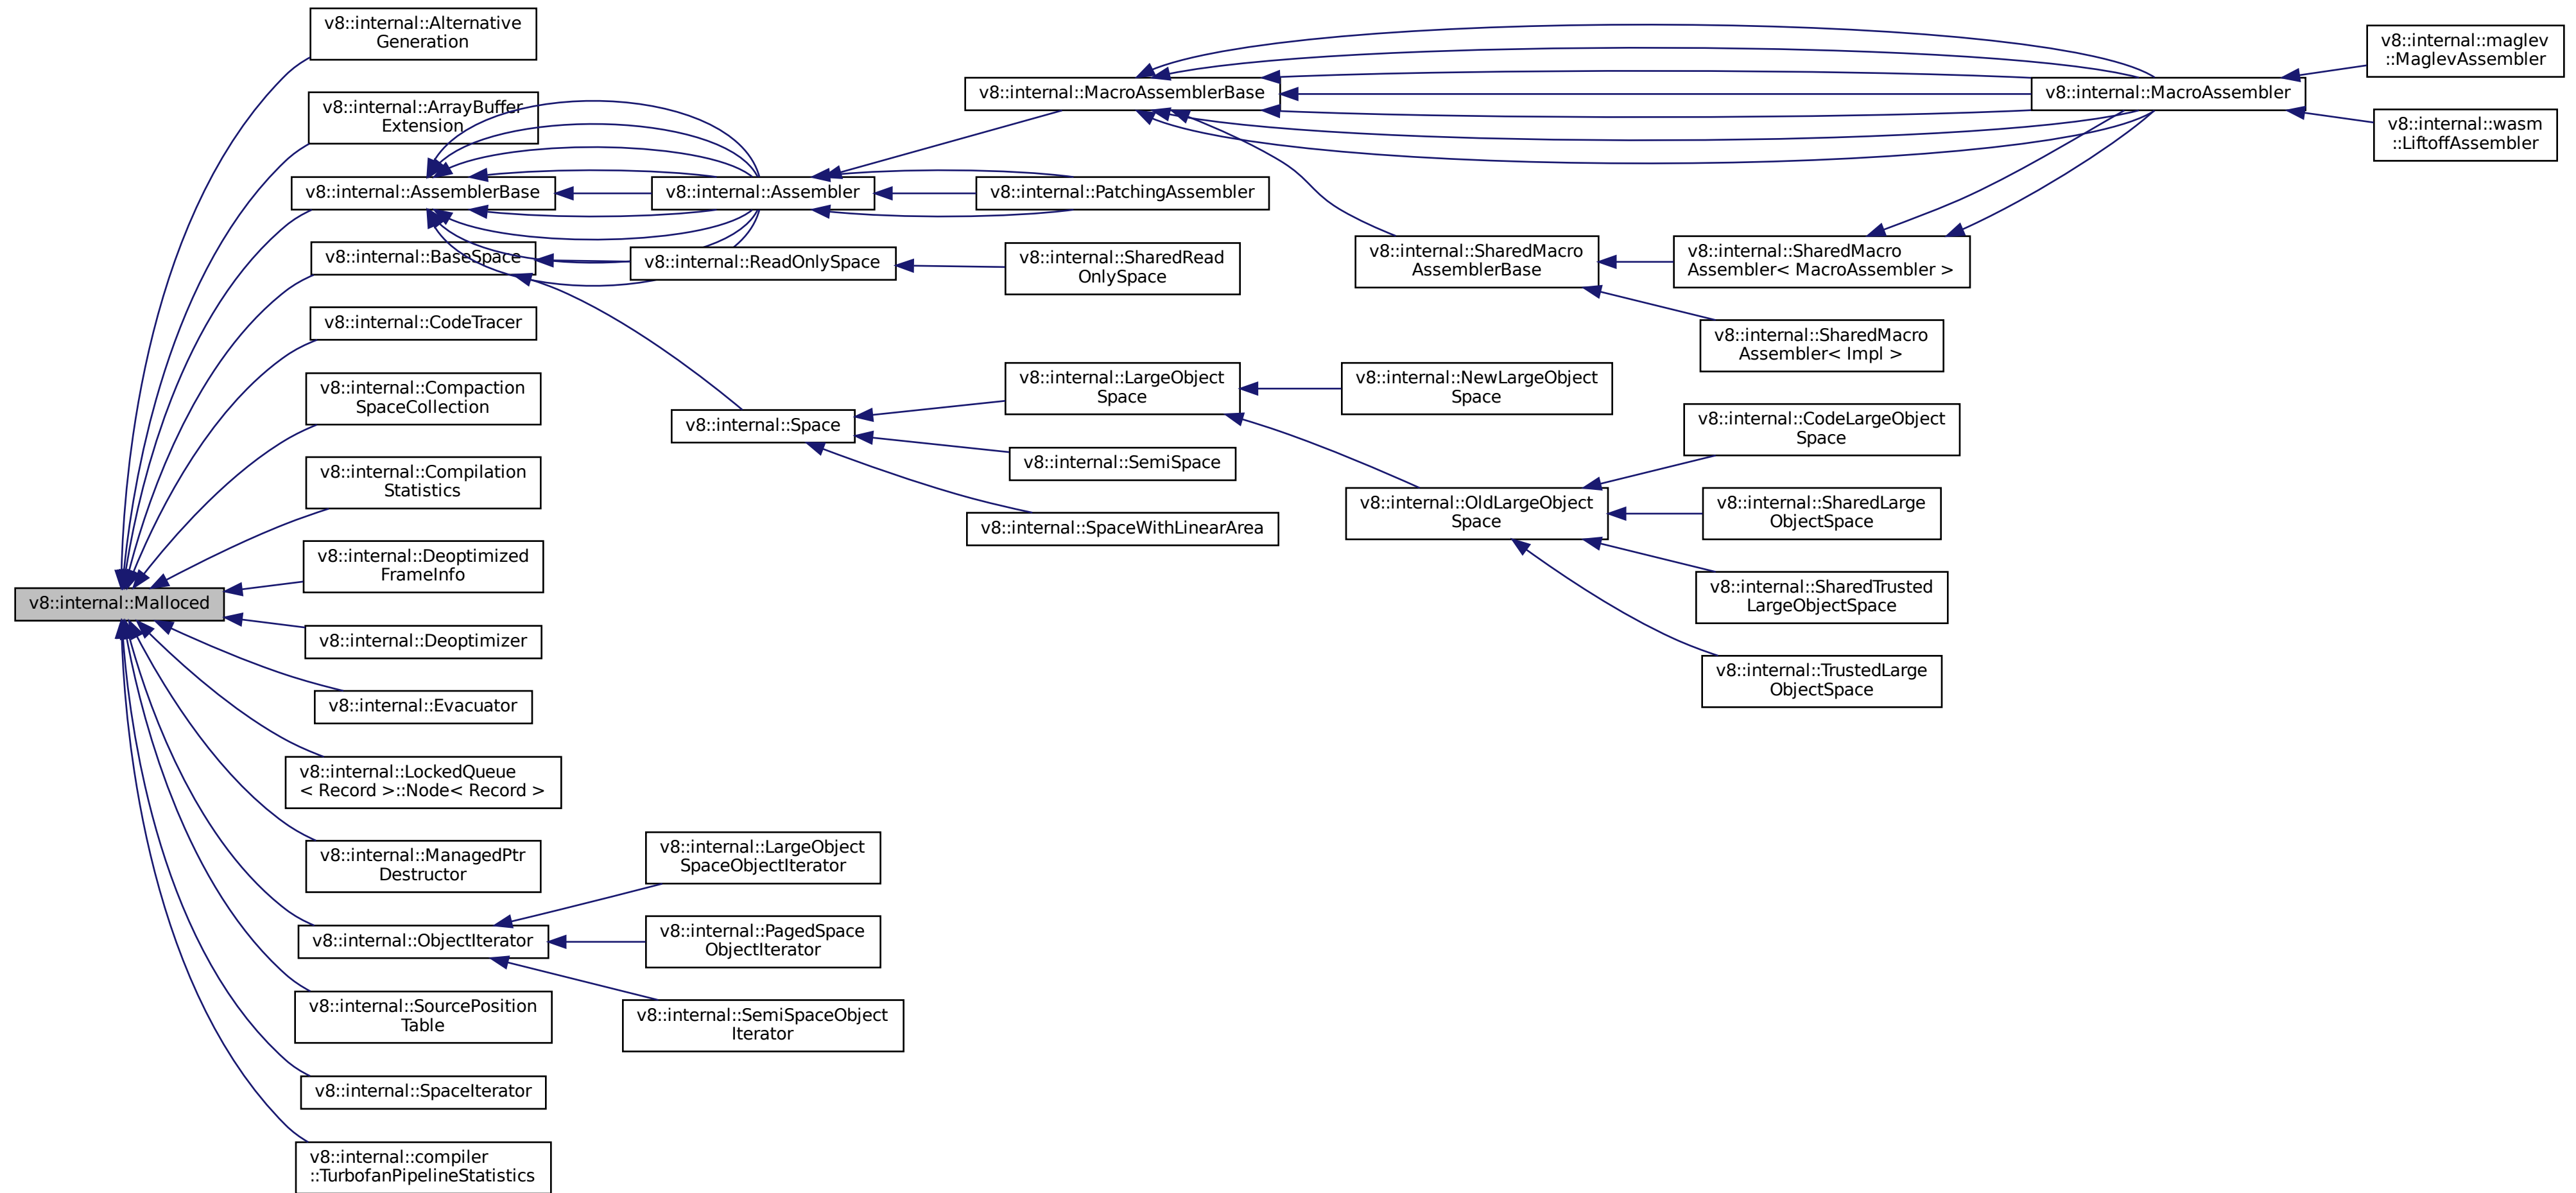 v8::internal::Alternative
Generation
v8::internal::ArrayBuffer
Extension
v8::internal::AssemblerBase
v8::internal::BaseSpace
v8::internal::CodeTracer
v8::internal::Compaction
SpaceCollection
v8::internal::Compilation
Statistics
v8::internal::Deoptimized
FrameInfo
v8::internal::Malloced
v8::internal::Deoptimizer
v8::internal::Evacuator
v8::internal::LockedQueue
< Record >::Node< Record >
v8::internal::ManagedPtr
Destructor
v8::internal::ObjectIterator
v8::internal::SourcePosition
Table
v8::internal::SpaceIterator
v8::internal::compiler
::TurbofanPipelineStatistics
v8::internal::Assembler
v8::internal::ReadOnlySpace
v8::internal::Space
v8::internal::LargeObject
SpaceObjectIterator
v8::internal::PagedSpace
ObjectIterator
v8::internal::SemiSpaceObject
Iterator
v8::internal::MacroAssemblerBase
v8::internal::PatchingAssembler
v8::internal::SharedRead
OnlySpace
v8::internal::LargeObject
Space
v8::internal::SemiSpace
v8::internal::SpaceWithLinearArea
v8::internal::SharedMacro
AssemblerBase
v8::internal::NewLargeObject
Space
v8::internal::OldLargeObject
Space
v8::internal::SharedMacro
Assembler< MacroAssembler >
v8::internal::SharedMacro
Assembler< Impl >
v8::internal::CodeLargeObject
Space
v8::internal::SharedLarge
ObjectSpace
v8::internal::SharedTrusted
LargeObjectSpace
v8::internal::TrustedLarge
ObjectSpace
v8::internal::MacroAssembler
v8::internal::maglev
::MaglevAssembler
v8::internal::wasm
::LiftoffAssembler